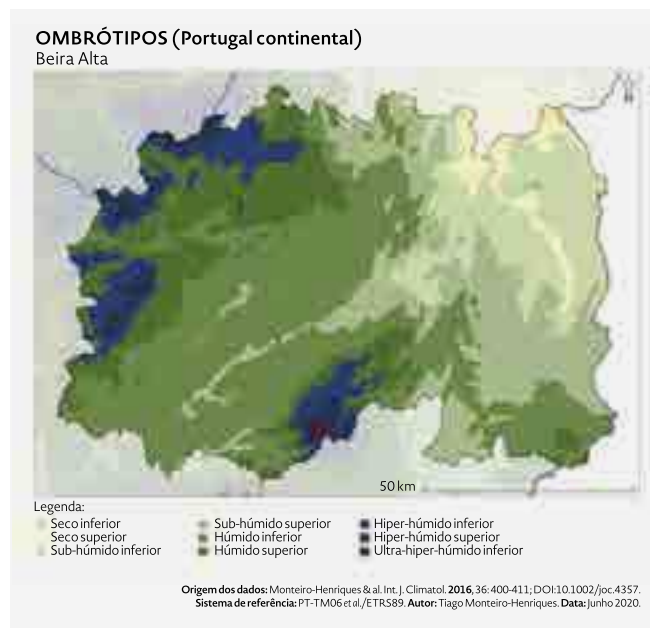 OMBRÓTIPOS (Portugal continental)
Beira Alta
N
50 km
Legenda:
Seco inferior
Seco superior
Sub-húmido inferior
Sub-húmido superior
Húmido inferior
Húmido superior
Hiper-húmido inferior
Hiper-húmido superior
Ultra-hiper-húmido inferior
Origem dos dados: Monteiro-Henriques & al. Int. J. Climatol. 2016, 36: 400-411; DOI:10.1002/joc.4357.
Sistema de referência: PT-TM06 et al./ETRS89. Autor: Tiago Monteiro-Henriques. Data: Junho 2020.